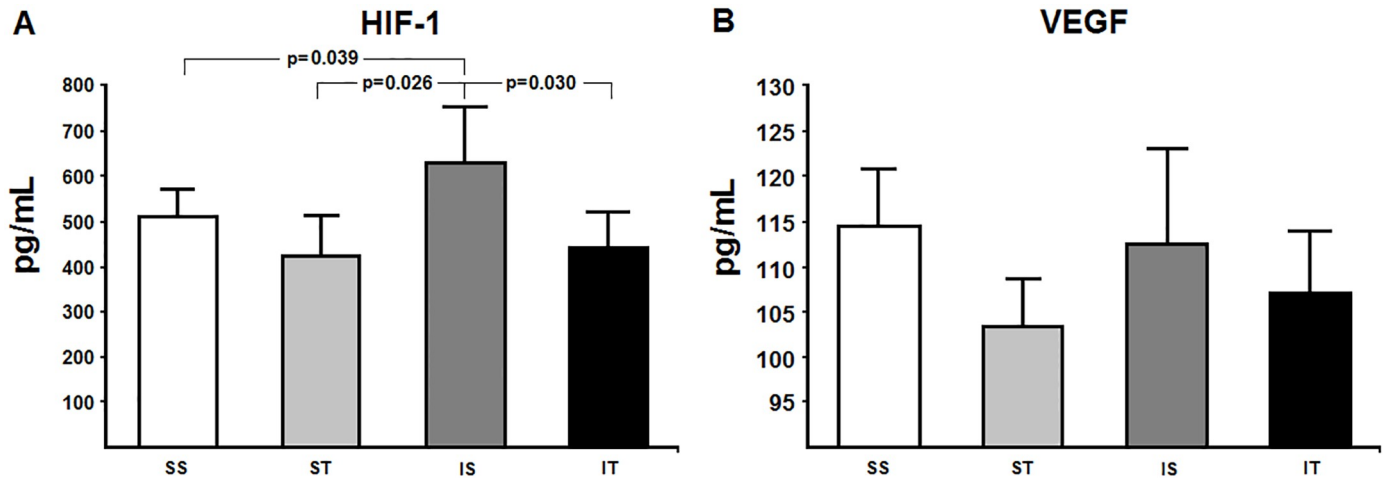 A
HIF-1
p=0.039
p=0.026
p=0.030
800
700
600
500
400
300
200
100
pg/mL
SS
ST
IS
IT
B
VEGF
130
125
120
115
110
105
100
95
pg/mL
SS
ST
IS
IT